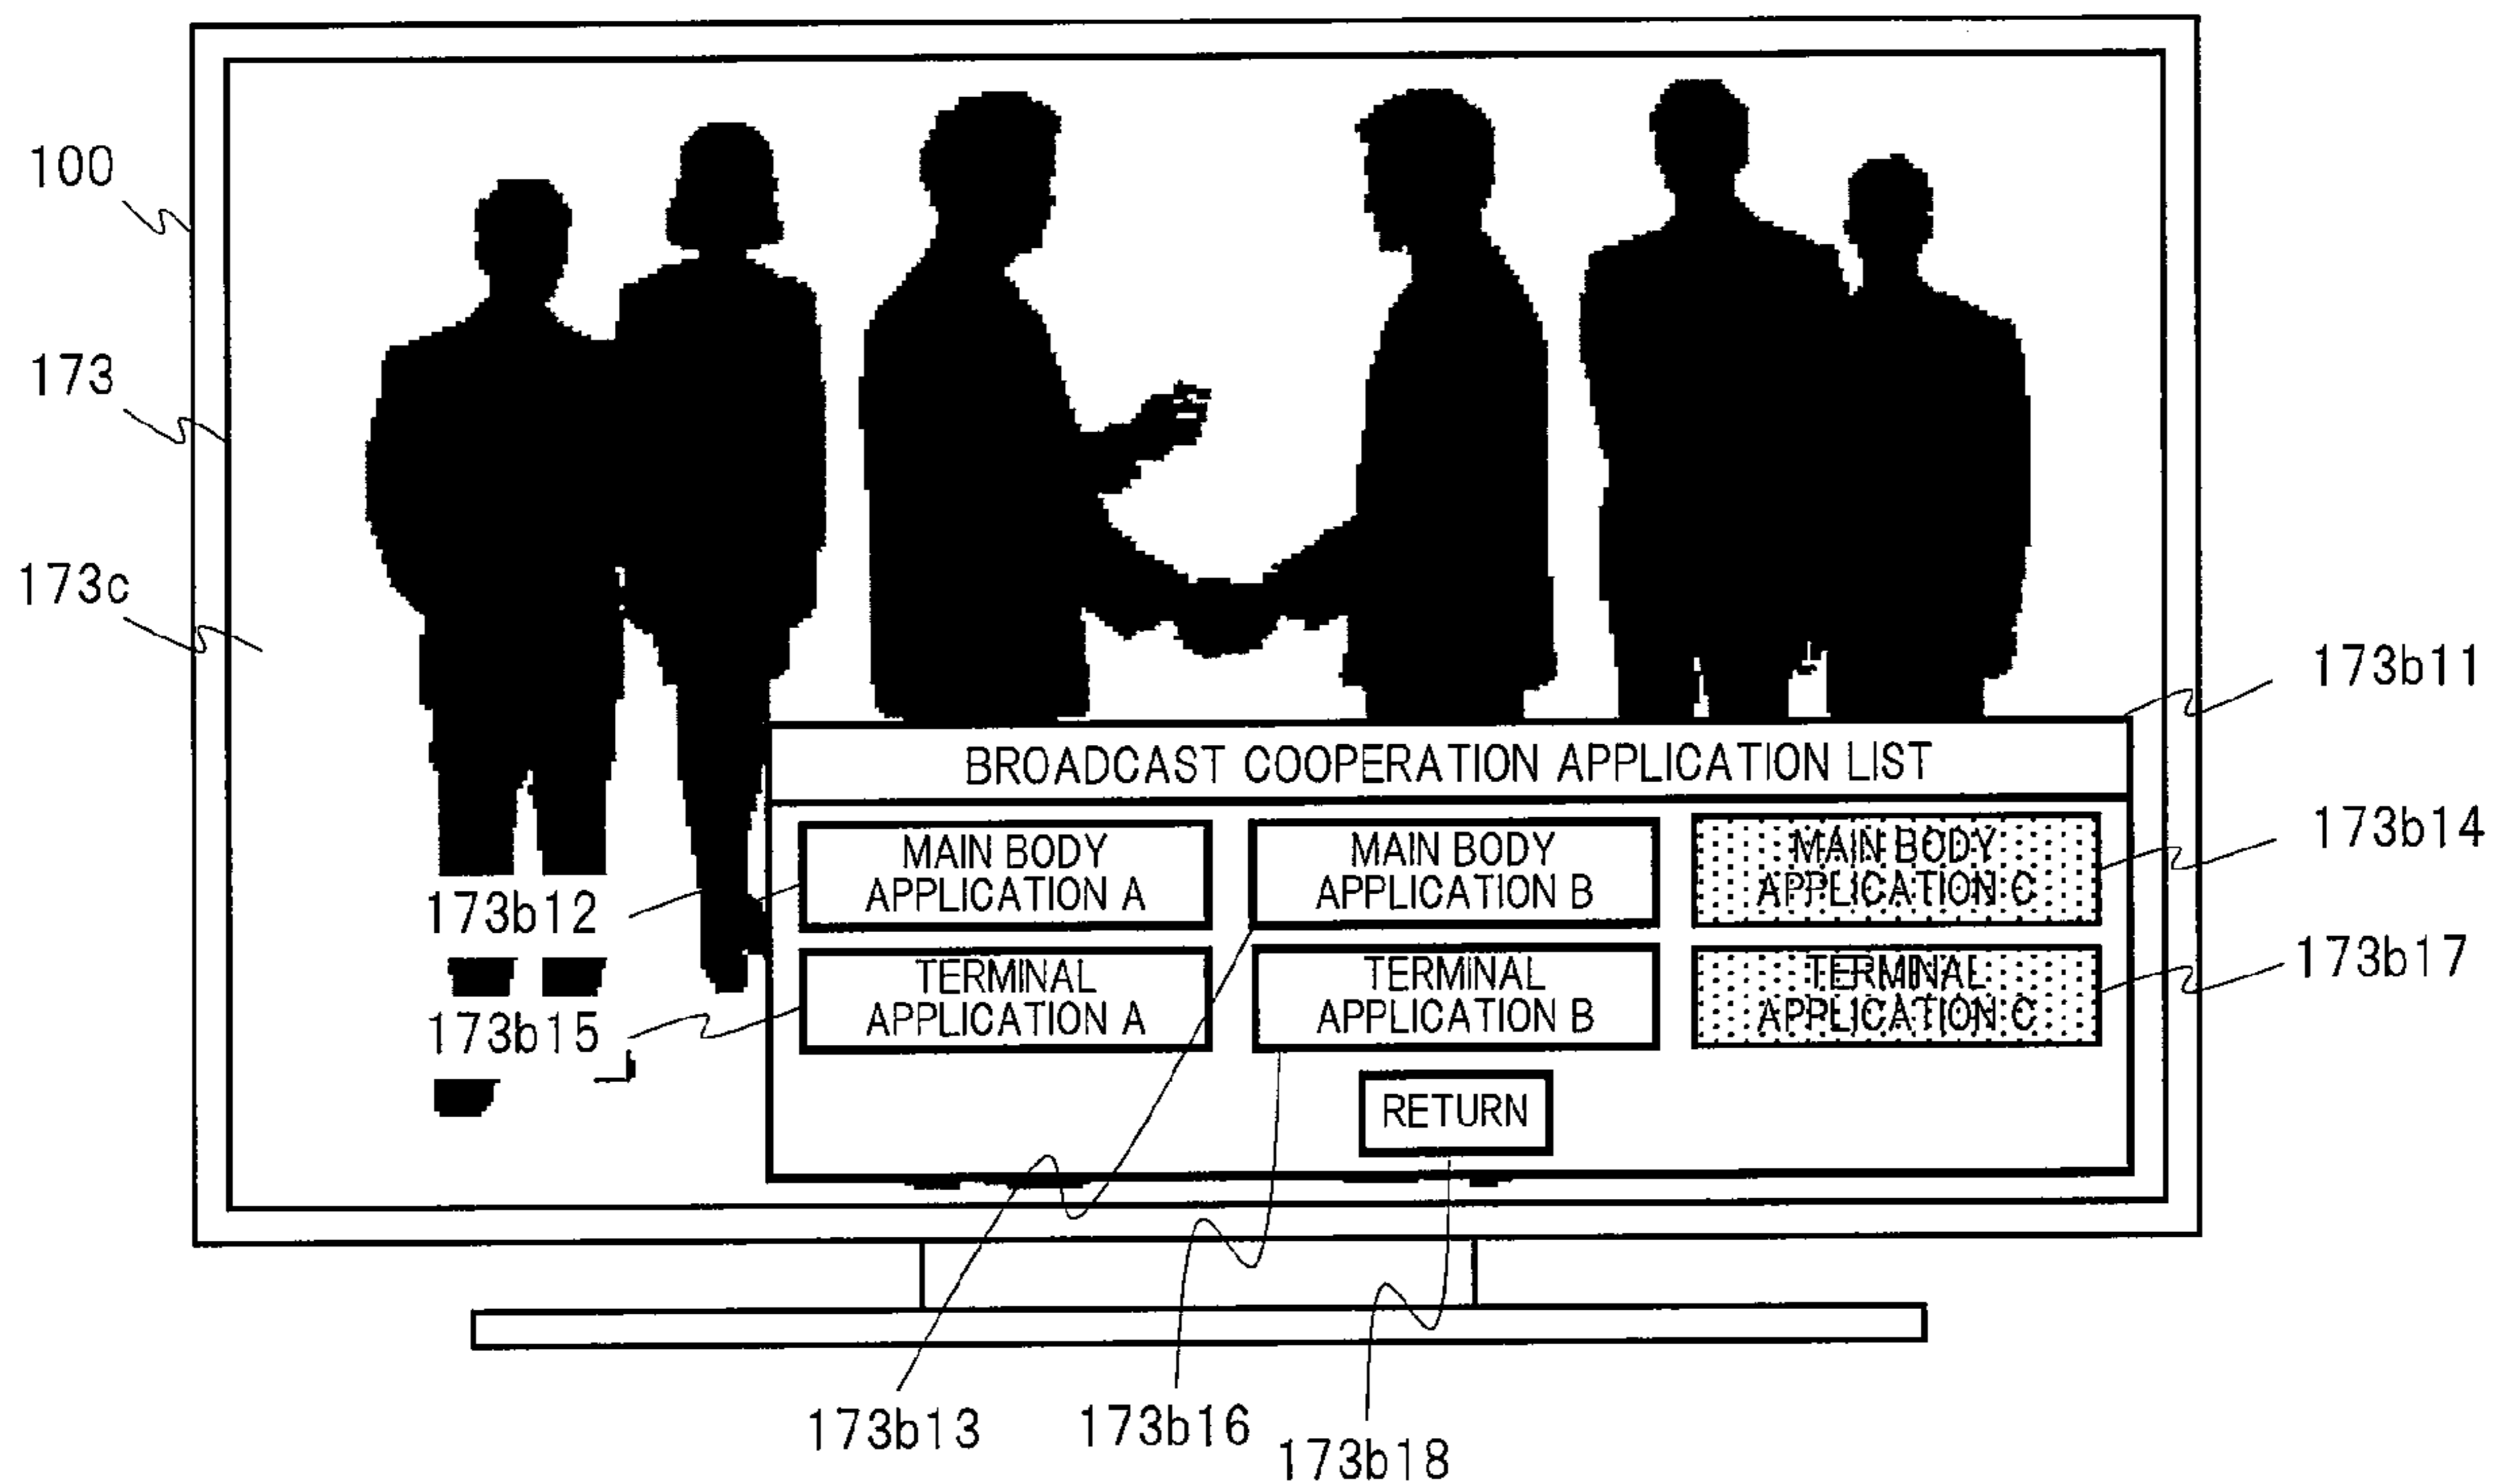 100
173
173c
173b11
BROADCAST COOPERATION APPLICATION LIST
MAIN BODY
APPLICATION A
MAIN BODY
APPLICATION B
MAIN BODY
APPLICATION C
173b14
173b12
TERMINAL
APPLICATION A
TERMINAL
APPLICATION B
TERMINAL
APPLICATION C
173b17
173b15
RETURN
173b13
173b16
173b18